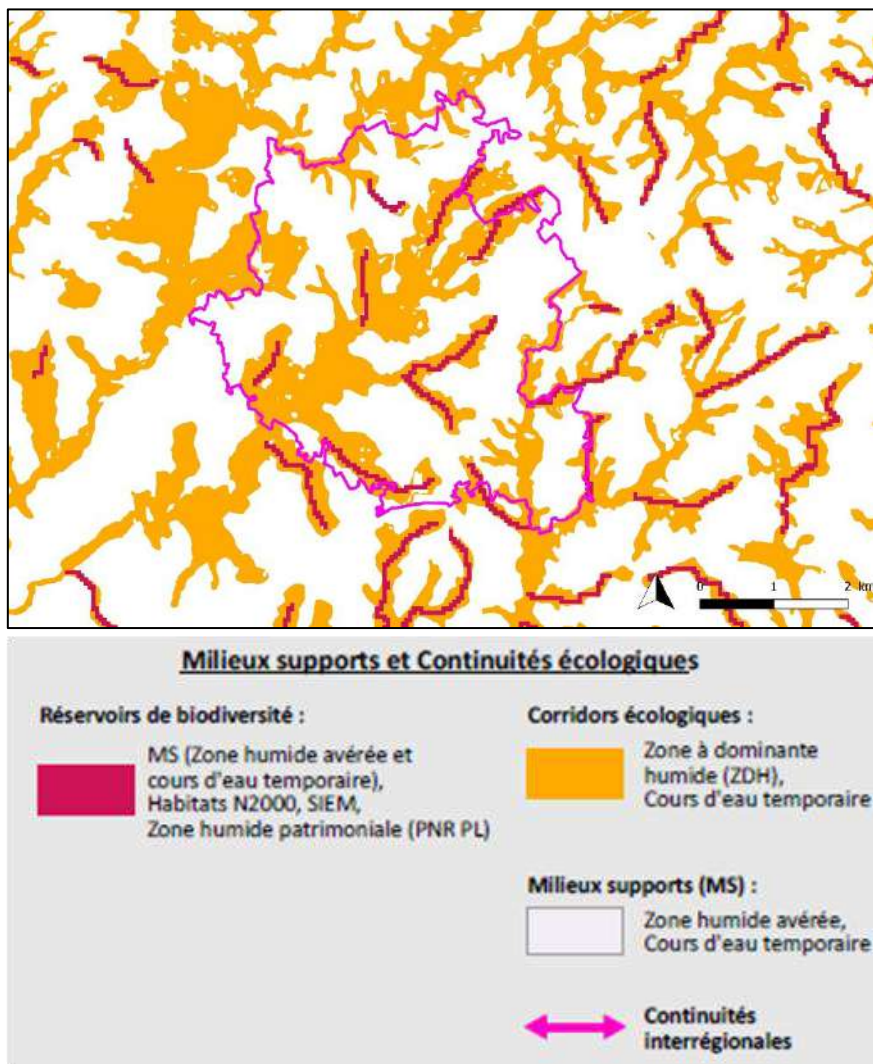 0 1 2 km
Milieux supports et Continuités écologiques
Réservoirs de biodiversité :
MS (Zone humide avérée et
cours d'eau temporaire),
Habitats N2000, SIEM,
Zone humide patrimoniale (PNR PL)
Corridors écologiques :
Zone à dominante
humide (ZDH),
Cours d'eau temporaire
Milieux supports (MS) :
Zone humide avérée,
Cours d'eau temporaire
Continuités
interrégionales